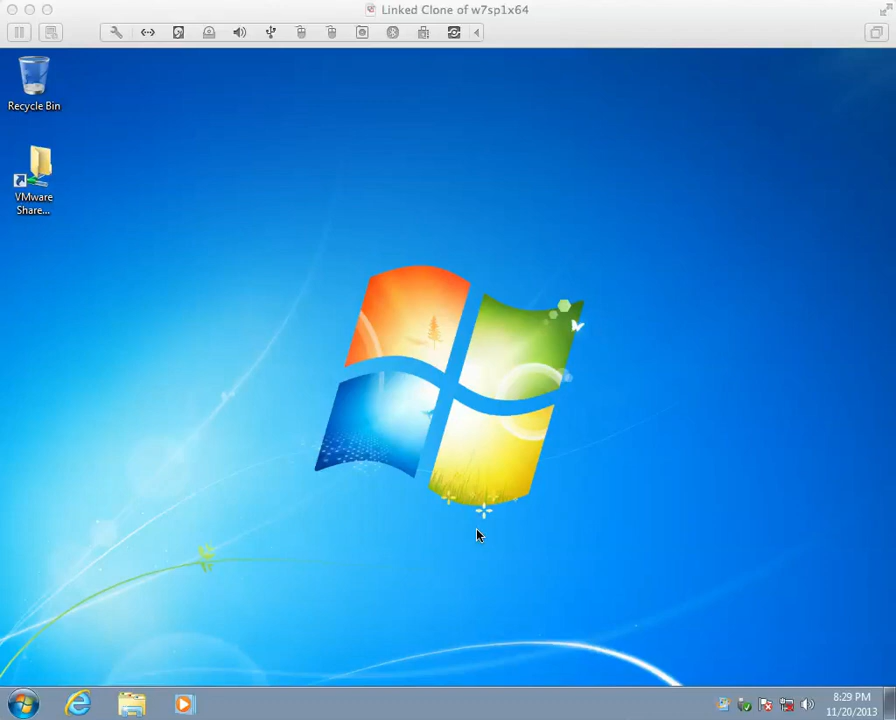 Linked Clone of w7sp1x64
Recycle Bin
VMware
Share...
8:29 PM
11/20/2013